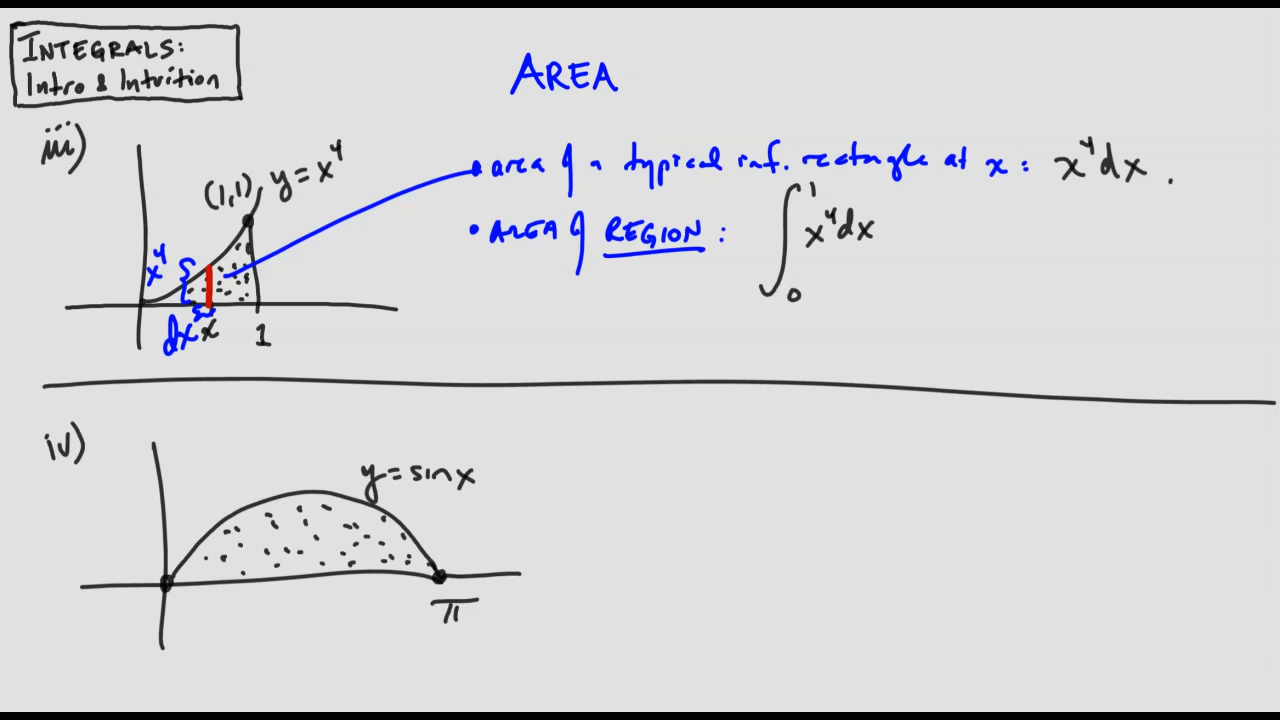 INTEGRALS:
Intro & Intuition
AREA
iii)
(1,1)
y = x⁴
x⁴
dx
x
1
• area of a typical inf. rectangle at x : x⁴dx .
• AREA of REGION : ∫₀¹ x⁴dx
iv)
y = sin x
π